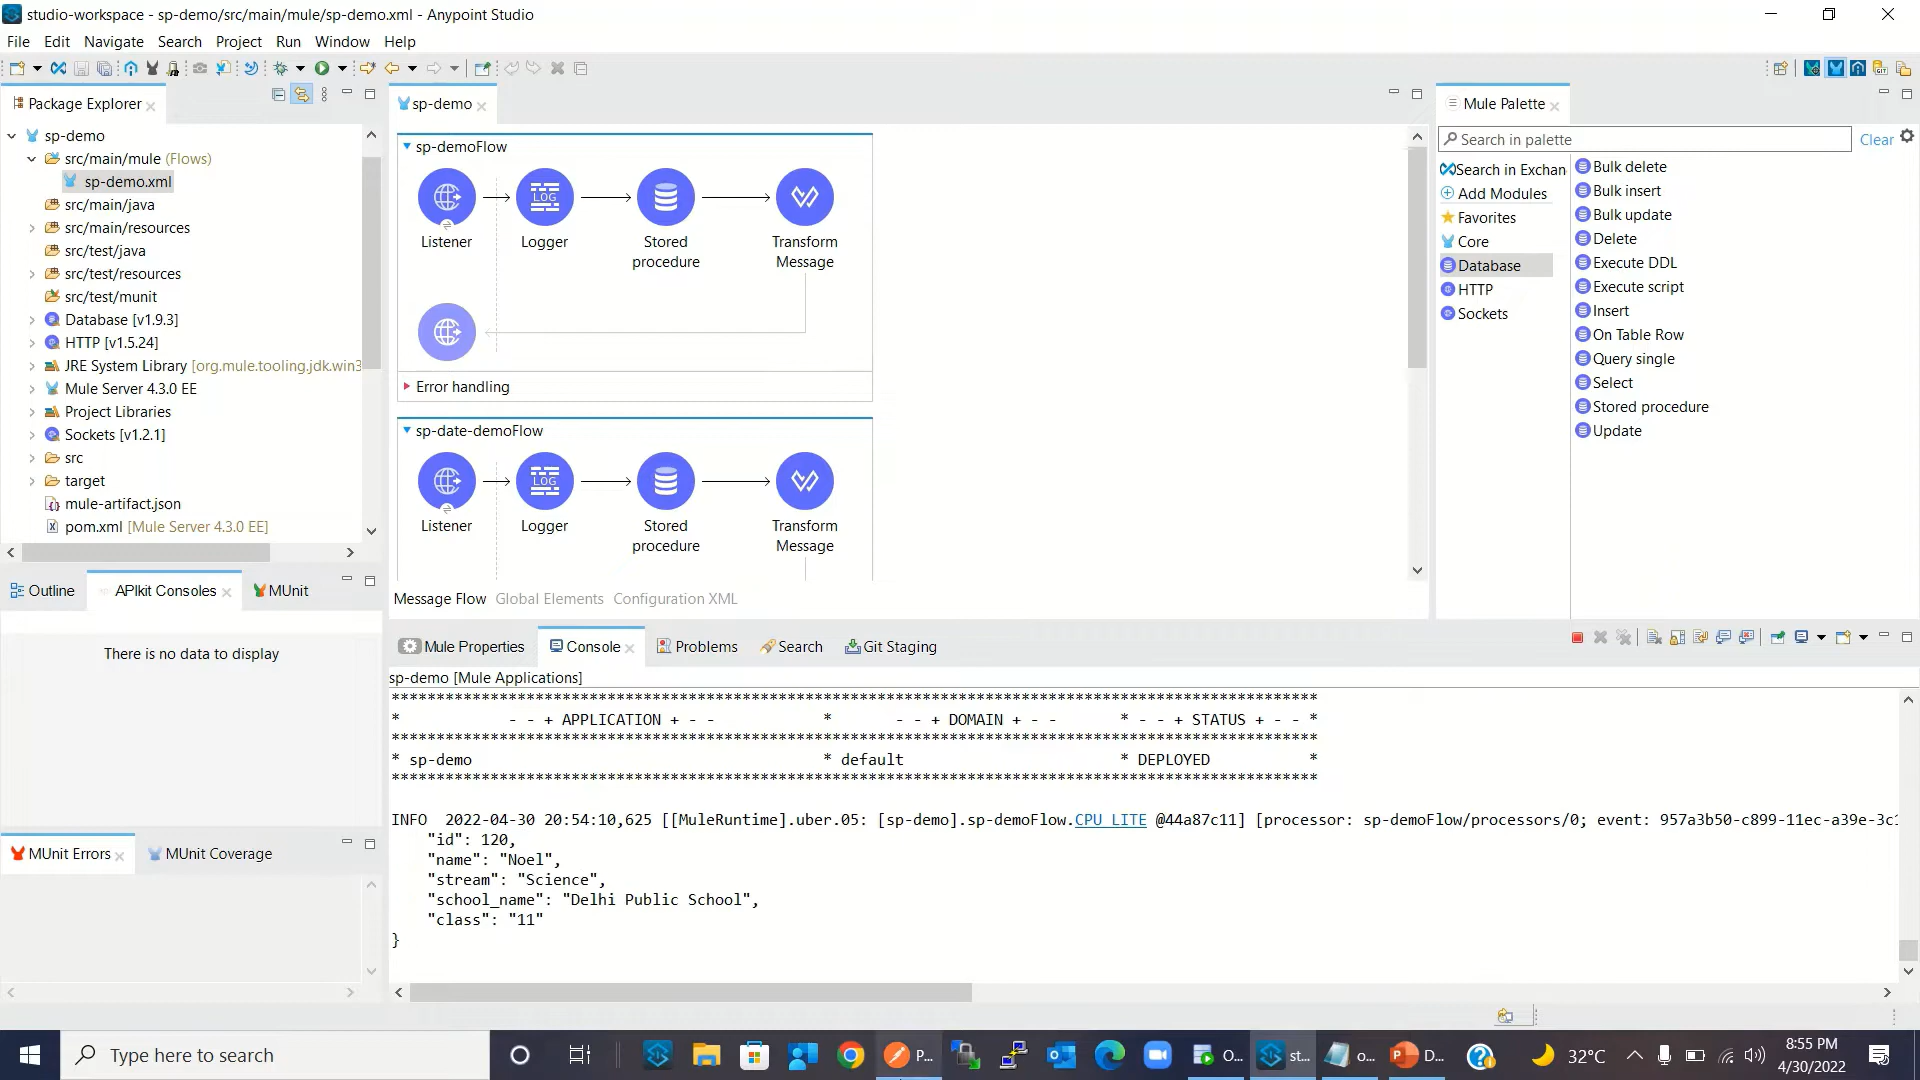 studio-workspace - sp-demo/src/main/mule/sp-demo.xml - Anypoint Studio
File Edit Navigate Search Project Run Window Help
Package Explorer
sp-demo
src/main/mule (Flows)
sp-demo.xml
src/main/java
src/main/resources
src/test/java
src/test/resources
src/test/munit
Database [v1.9.3]
HTTP [v1.5.24]
JRE System Library [org.mule.tooling.jdk.win3
Mule Server 4.3.0 EE
Project Libraries
Sockets [v1.2.1]
src
target
mule-artifact.json
pom.xml [Mule Server 4.3.0 EE]
Outline APIkit Consoles MUnit
There is no data to display
MUnit Errors MUnit Coverage
sp-demo
sp-demoFlow
LOG
Listener Logger Stored procedure Transform Message
Error handling
sp-date-demoFlow
LOG
Listener Logger Stored procedure Transform Message
Message Flow Global Elements Configuration XML
Mule Palette
Search in palette Clear
Search in Exchan
Add Modules
Favorites
Core
Database
HTTP
Sockets
Bulk delete
Bulk insert
Bulk update
Delete
Execute DDL
Execute script
Insert
On Table Row
Query single
Select
Stored procedure
Update
Mule Properties Console Problems Search Git Staging
sp-demo [Mule Applications]
*******************************************************************************************************
* - - + APPLICATION + - - * - - + DOMAIN + - - * - - + STATUS + - - *
*******************************************************************************************************
* sp-demo * default * DEPLOYED *
*******************************************************************************************************
INFO 2022-04-30 20:54:10,625 [[MuleRuntime].uber.05: [sp-demo].sp-demoFlow.CPU_LITE @44a87c11] [processor: sp-demoFlow/processors/0; event: 957a3b50-c899-11ec-a39e-3c1
"id": 120,
"name": "Noel",
"stream": "Science",
"school_name": "Delhi Public School",
"class": "11"
}
Type here to search
P... O... st... o... D...
32°C
8:55 PM
4/30/2022